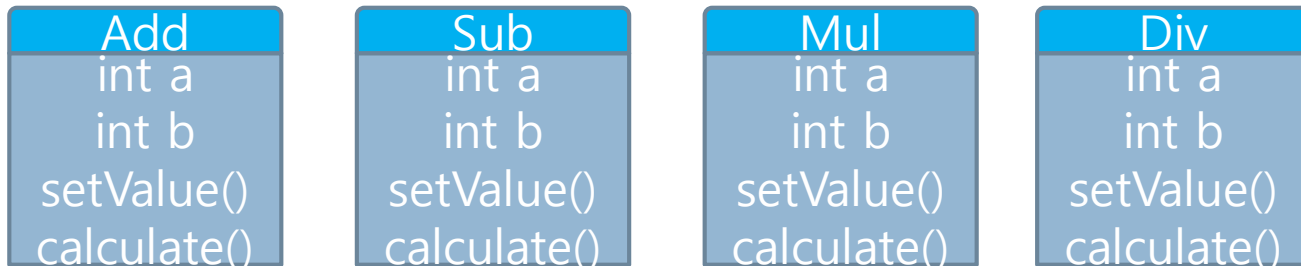 Add
int a
int b
setValue()
calculate()
Sub
int a
int b
setValue()
calculate()
Mul
int a
int b
setValue()
calculate()
Div
int a
int b
setValue()
calculate()